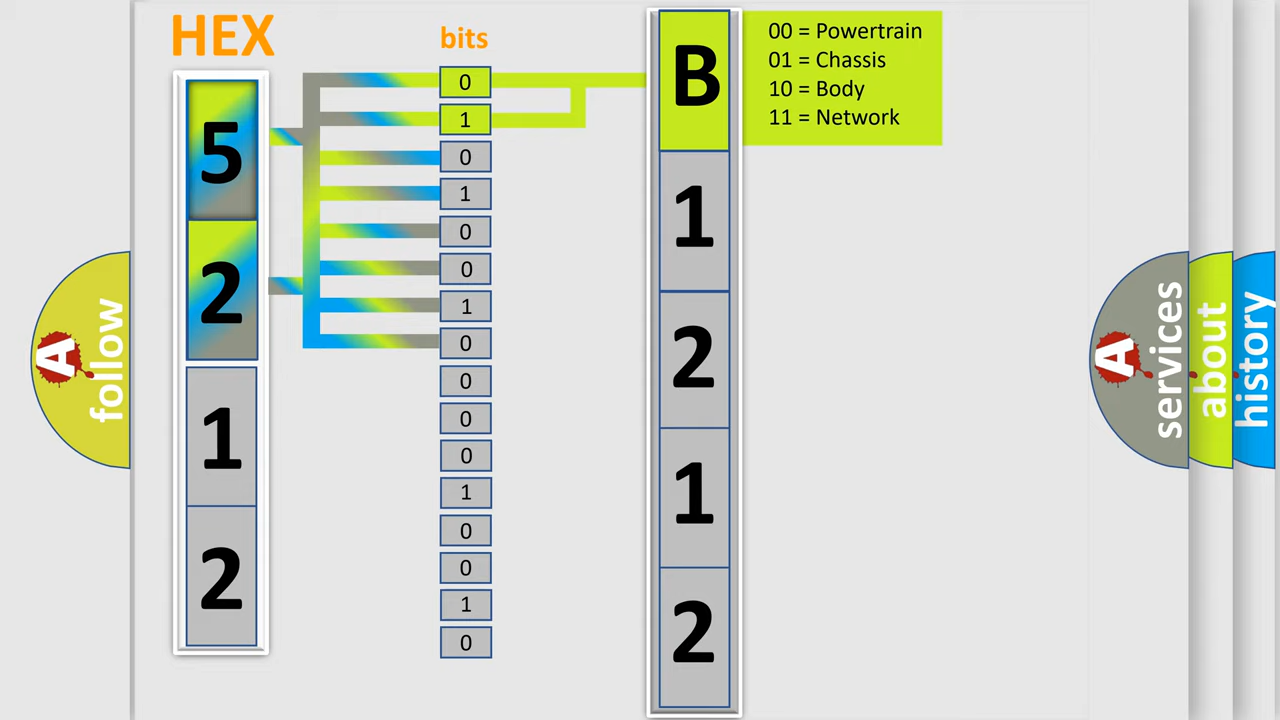 HEX
bits
5
2
1
2
0
1
0
1
0
0
1
0
0
0
0
1
0
0
1
0
B
1
2
1
2
00 = Powertrain
01 = Chassis
10 = Body
11 = Network
A
follow
A
services
about
history